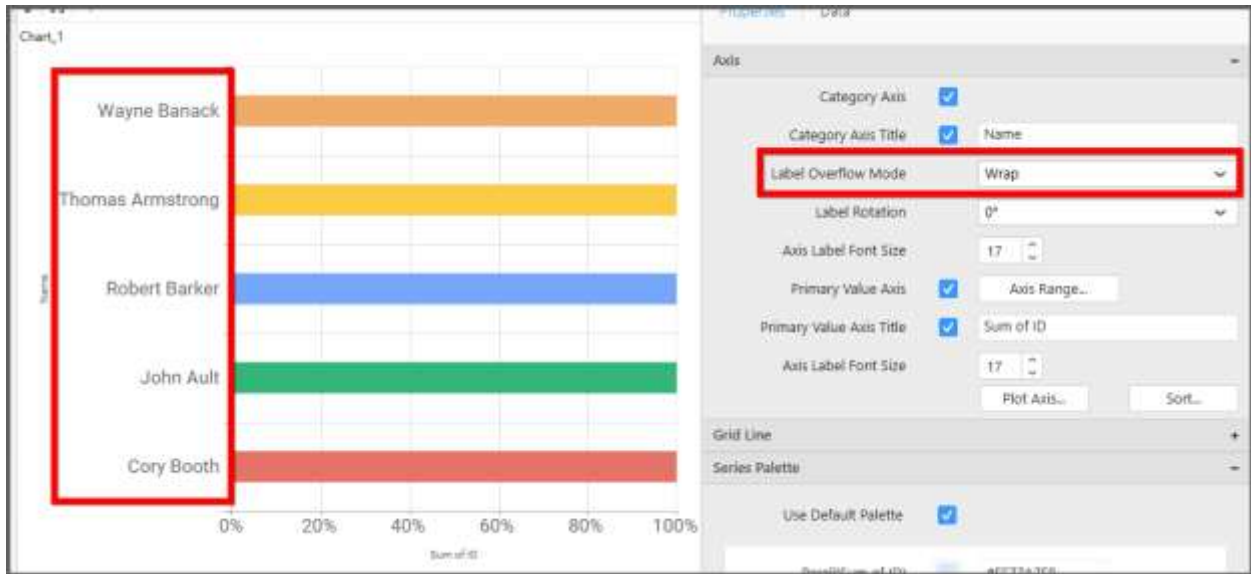 Properties Data
Chart_1
Axis
Wayne Banack
Thomas Armstrong
Robert Barker
John Ault
Cory Booth
Name
0% 20% 40% 60% 80% 100%
Sum of ID
Category Axis
Category Axis Title Name
Label Overflow Mode Wrap
Label Rotation 0°
Axis Label Font Size 17
Primary Value Axis Axis Range...
Primary Value Axis Title Sum of ID
Axis Label Font Size 17
Plot Axis... Sort...
Grid Line
Series Palette
Use Default Palette